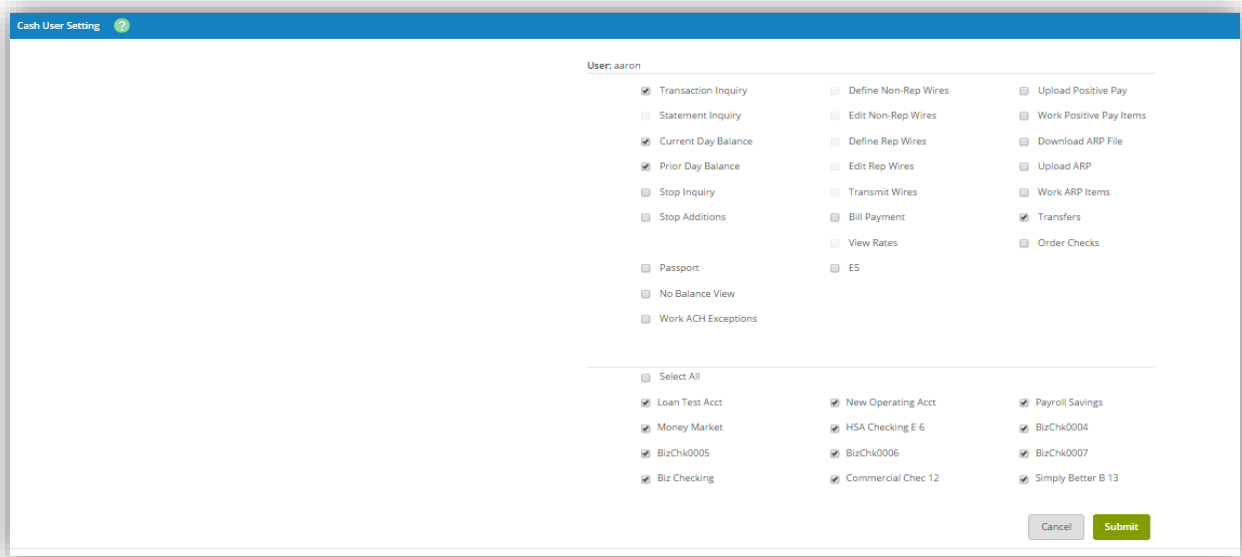 Cash User Setting ?
User: aaron
Transaction Inquiry Define Non-Rep Wires Upload Positive Pay
Statement Inquiry Edit Non-Rep Wires Work Positive Pay Items
Current Day Balance Define Rep Wires Download ARP File
Prior Day Balance Edit Rep Wires Upload ARP
Stop Inquiry Transmit Wires Work ARP Items
Stop Additions Bill Payment Transfers
View Rates Order Checks
Passport ES
No Balance View
Work ACH Exceptions
Select All
Loan Test Acct New Operating Acct Payroll Savings
Money Market HSA Checking E 6 BizChk0004
BizChk0005 BizChk0006 BizChk0007
Biz Checking Commercial Chec 12 Simply Better B 13
Cancel Submit